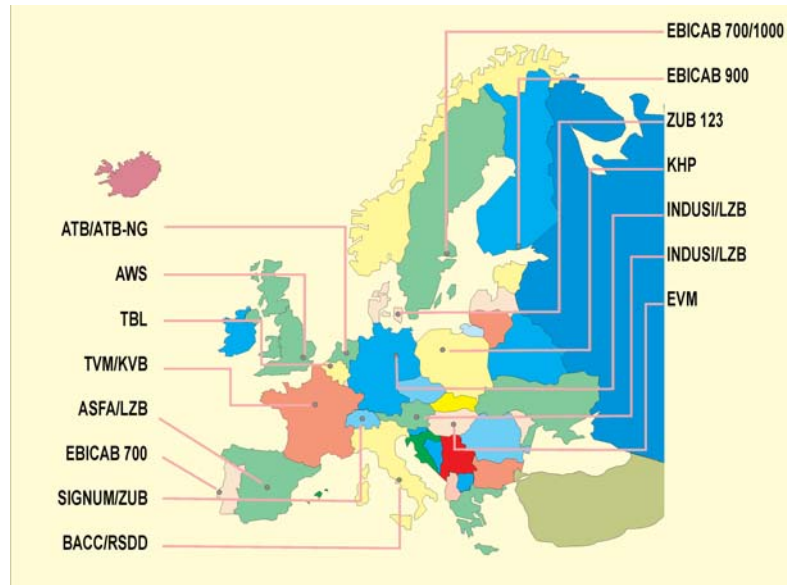 EBICAB 700/1000
EBICAB 900
ZUB 123
KHP
INDUSI/LZB
INDUSI/LZB
EVM
ATB/ATB-NG
AWS
TBL
TVM/KVB
ASFA/LZB
EBICAB 700
SIGNUM/ZUB
BACC/RSDD